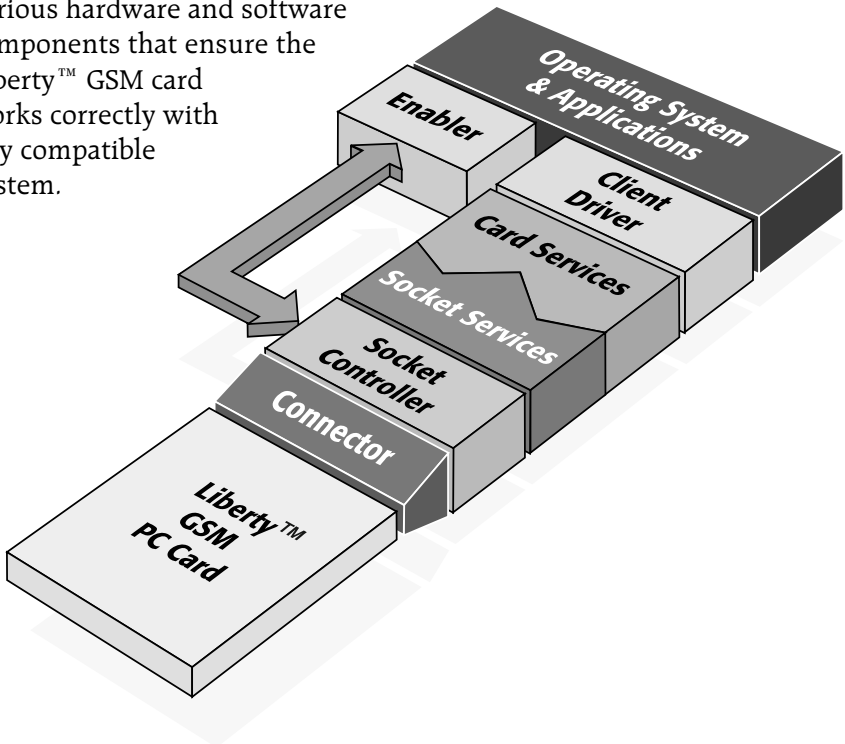 rious hardware and software
mponents that ensure the
berty™ GSM card
orks correctly with
y compatible
stem.
Operating System
& Applications
Enabler
Client
Driver
Card Services
Socket Services
Socket
Controller
Connector
Liberty™
GSM
PC Card